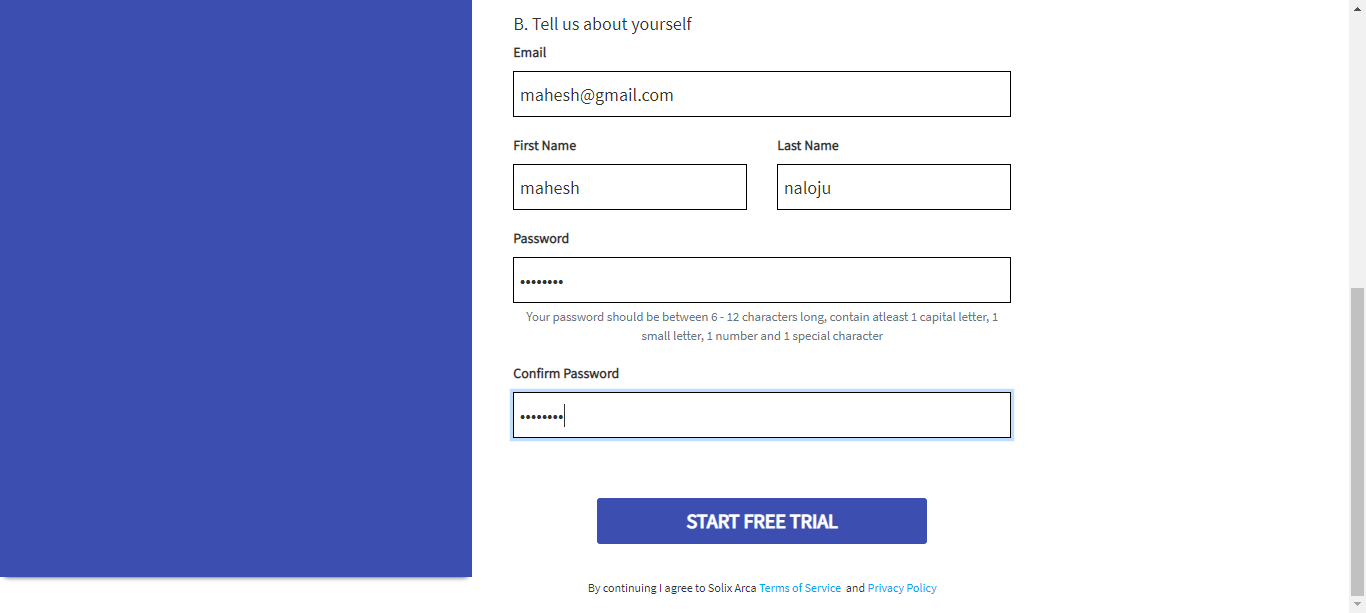 B. Tell us about yourself
Email
mahesh@gmail.com
First Name Last Name
mahesh naloju
Password
••••••••
Your password should be between 6 - 12 characters long, contain atleast 1 capital letter, 1
small letter, 1 number and 1 special character
Confirm Password
••••••••
START FREE TRIAL
By continuing I agree to Solix Arca Terms of Service and Privacy Policy